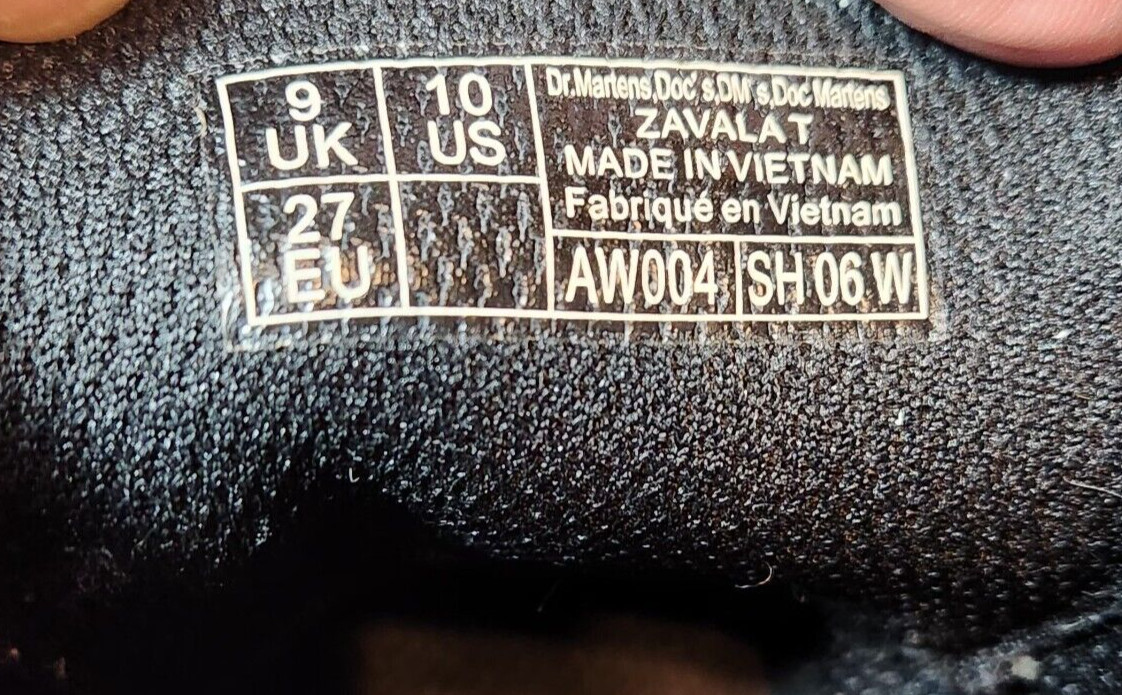 9
UK
10
US
27
EU
Dr.Martens,Doc' s,DM' s,Doc Martens
ZAVALA T
MADE IN VIETNAM
Fabriqué en Vietnam
AW004
SH 06 W